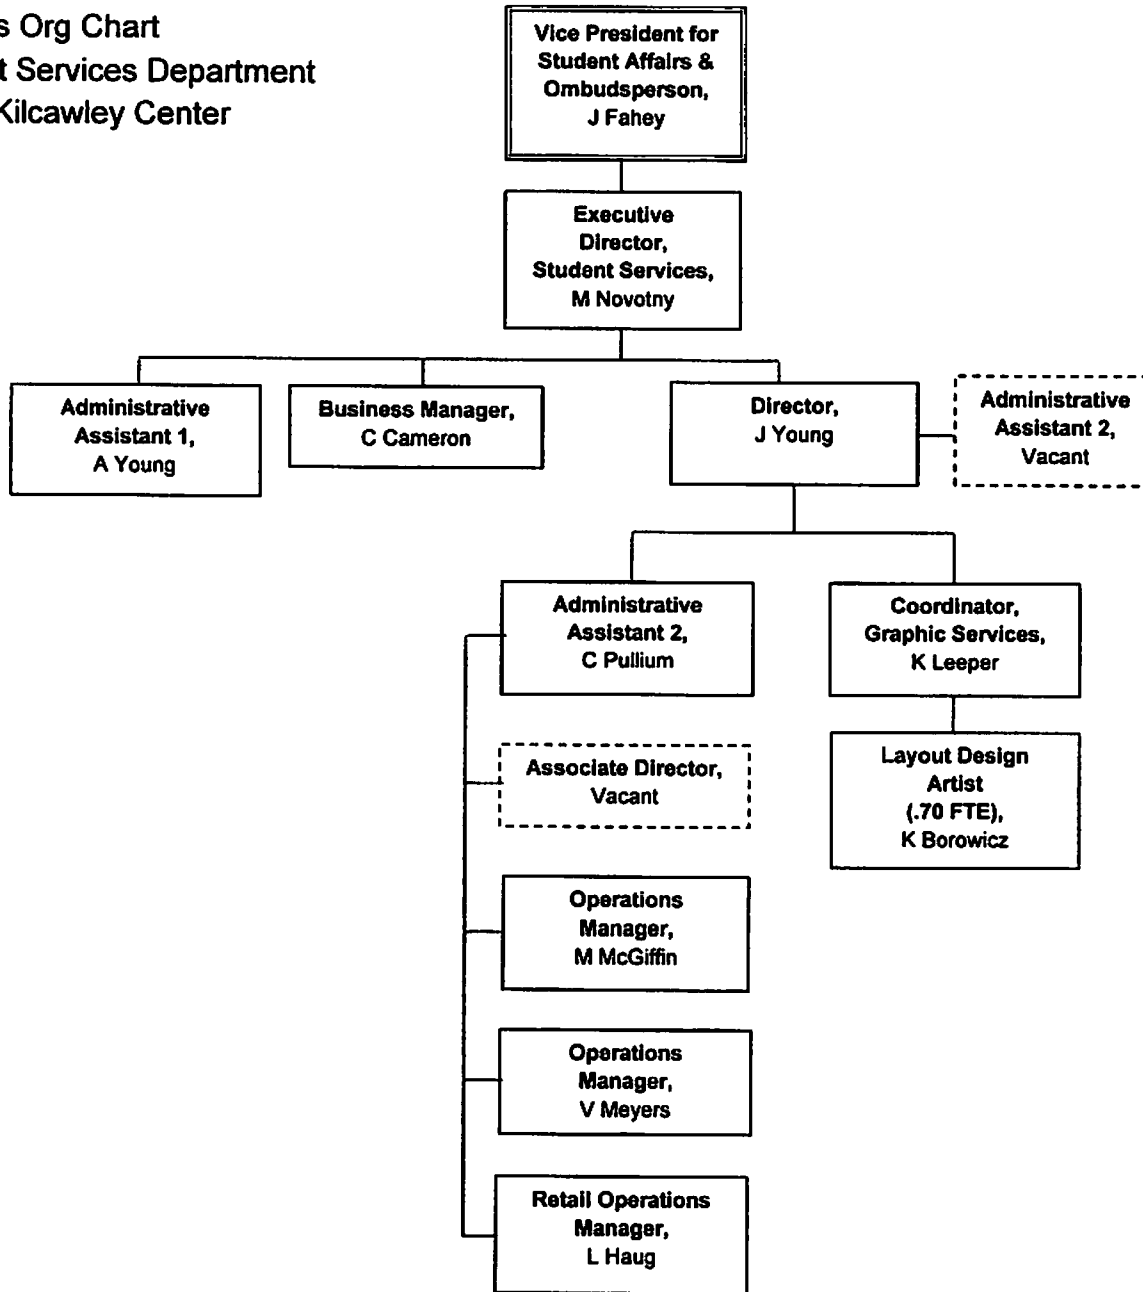 s Org Chart
t Services Department
Kilcawley Center
Vice President for
Student Affairs &
Ombudsperson,
J Fahey
Executive
Director,
Student Services,
M Novotny
Administrative
Assistant 1,
A Young
Business Manager,
C Cameron
Director,
J Young
Administrative
Assistant 2,
Vacant
Administrative
Assistant 2,
C Pullium
Coordinator,
Graphic Services,
K Leeper
Associate Director,
Vacant
Layout Design
Artist
(.70 FTE),
K Borowicz
Operations
Manager,
M McGiffin
Operations
Manager,
V Meyers
Retail Operations
Manager,
L Haug